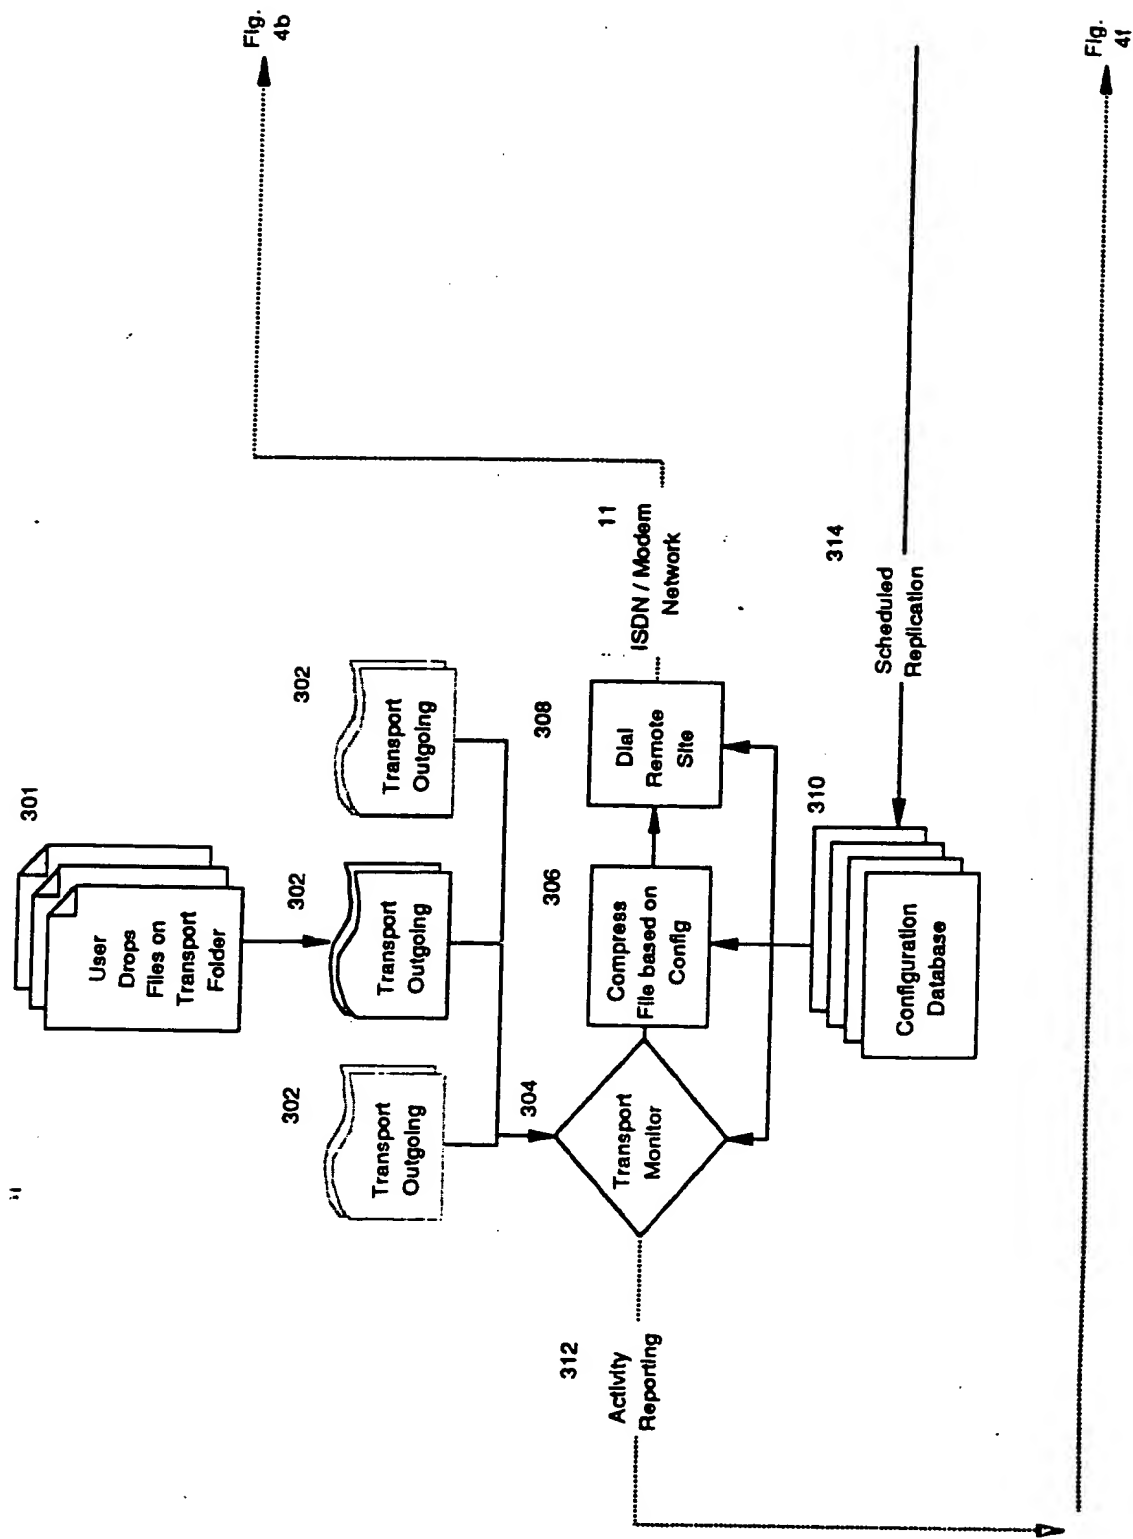 301
User
Drops
Files on
Transport
Folder
302
Transport
Outgoing
302
Transport
Outgoing
302
Transport
Outgoing
304
Transport
Monitor
306
Compress
File based on
Config
308
Dial
Remote
Site
11
ISDN / Modem
Network
Fig.
4b
310
Configuration
Database
314
Scheduled
Replication
312
Activity
Reporting
Fig.
4f